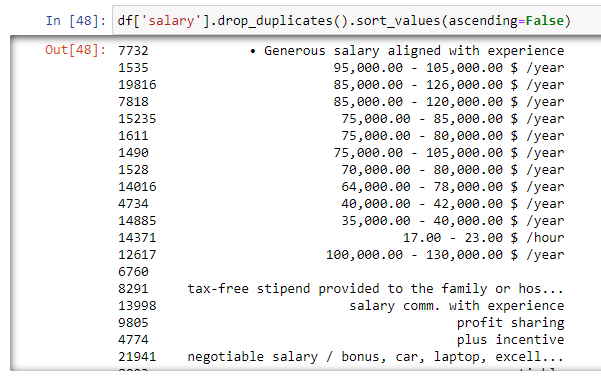 In [48]: df['salary'].drop_duplicates().sort_values(ascending=False)
Out[48]: 7732 • Generous salary aligned with experience
1535 95,000.00 - 105,000.00 $ /year
19816 85,000.00 - 126,000.00 $ /year
7818 85,000.00 - 120,000.00 $ /year
15235 75,000.00 - 85,000.00 $ /year
1611 75,000.00 - 80,000.00 $ /year
1490 75,000.00 - 105,000.00 $ /year
1528 70,000.00 - 80,000.00 $ /year
14016 64,000.00 - 78,000.00 $ /year
4734 40,000.00 - 42,000.00 $ /year
14885 35,000.00 - 40,000.00 $ /year
14371 17.00 - 23.00 $ /hour
12617 100,000.00 - 130,000.00 $ /year
6760
8291 tax-free stipend provided to the family or hos...
13998 salary comm. with experience
9805 profit sharing
4774 plus incentive
21941 negotiable salary / bonus, car, laptop, excell...